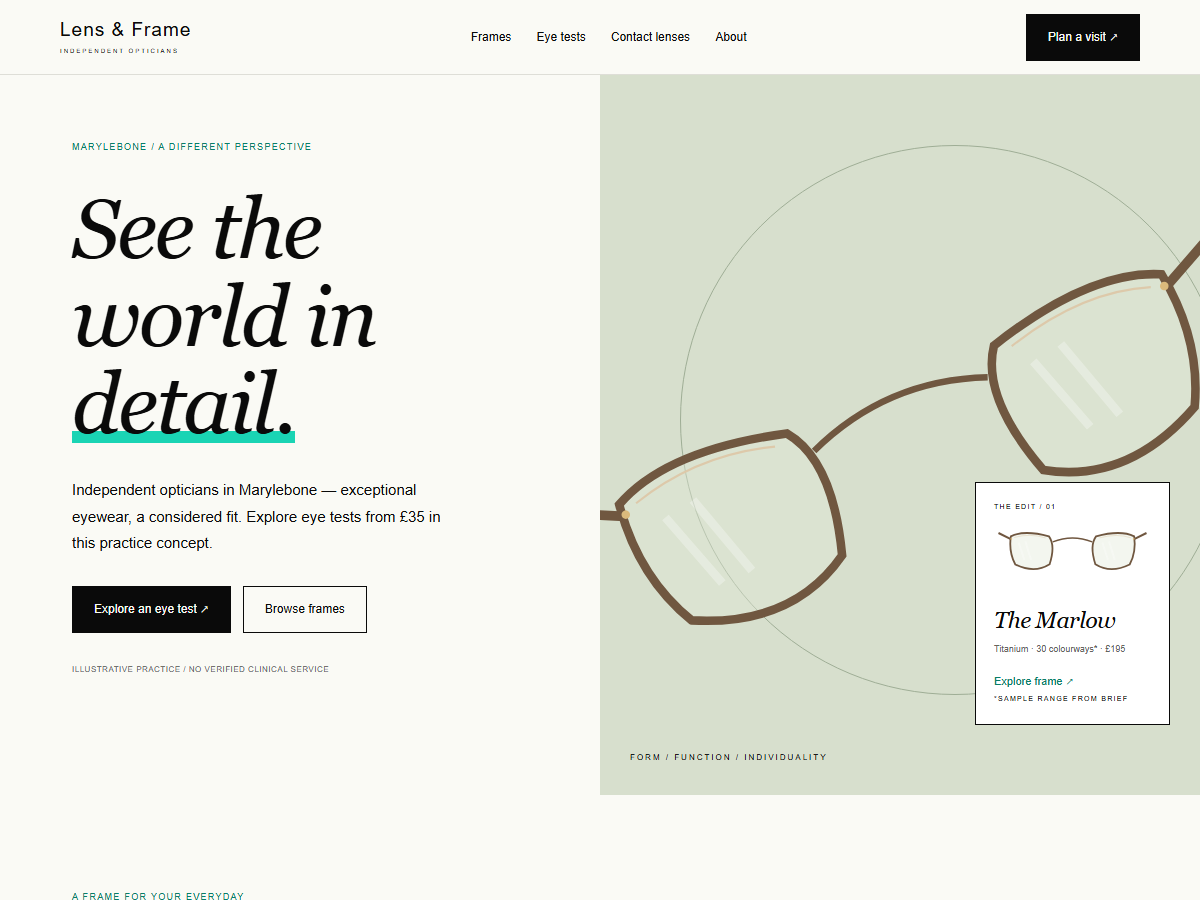 Lens & Frame
INDEPENDENT OPTICIANS
Frames
Eye tests
Contact lenses
About
Plan a visit ↗
MARYLEBONE / A DIFFERENT PERSPECTIVE
See the
world in
detail.
Independent opticians in Marylebone — exceptional
eyewear, a considered fit. Explore eye tests from £35 in
this practice concept.
Explore an eye test ↗
Browse frames
ILLUSTRATIVE PRACTICE / NO VERIFIED CLINICAL SERVICE
THE EDIT / 01
The Marlow
Titanium · 30 colourways* · £195
Explore frame ↗
*SAMPLE RANGE FROM BRIEF
FORM / FUNCTION / INDIVIDUALITY
A FRAME FOR YOUR EVERYDAY